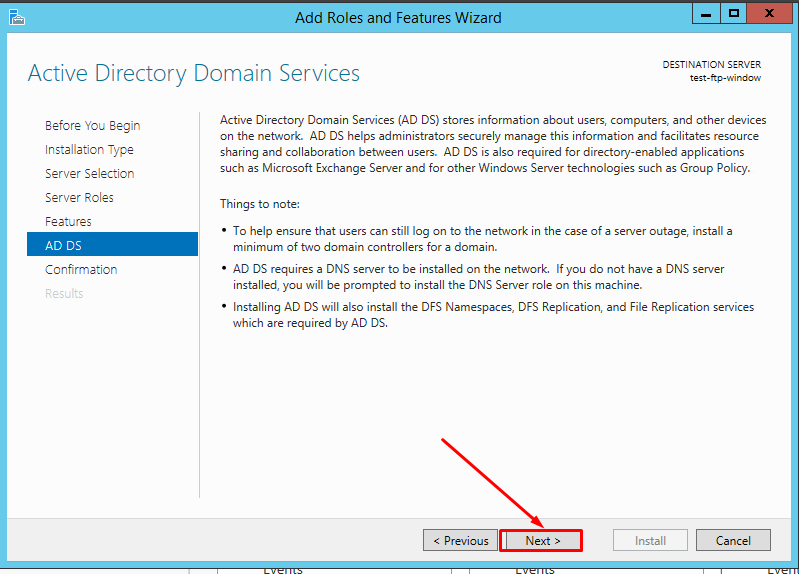 Add Roles and Features Wizard
Active Directory Domain Services
DESTINATION SERVER
test-ftp-window
Before You Begin
Installation Type
Server Selection
Server Roles
Features
AD DS
Confirmation
Results
Active Directory Domain Services (AD DS) stores information about users, computers, and other devices
on the network. AD DS helps administrators securely manage this information and facilitates resource
sharing and collaboration between users. AD DS is also required for directory-enabled applications
such as Microsoft Exchange Server and for other Windows Server technologies such as Group Policy.
Things to note:
• To help ensure that users can still log on to the network in the case of a server outage, install a
minimum of two domain controllers for a domain.
• AD DS requires a DNS server to be installed on the network. If you do not have a DNS server
installed, you will be prompted to install the DNS Server role on this machine.
• Installing AD DS will also install the DFS Namespaces, DFS Replication, and File Replication services
which are required by AD DS.
< Previous
Next >
Install
Cancel
Events
Events
Events